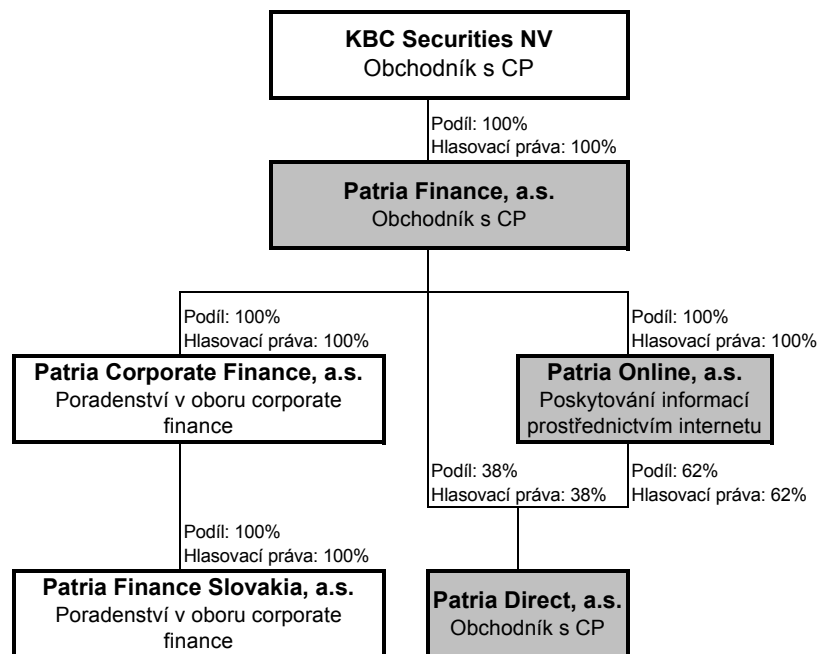 KBC Securities NV
Obchodník s CP
Podíl: 100%
Hlasovací práva: 100%
Patria Finance, a.s.
Obchodník s CP
Podíl: 100%
Hlasovací práva: 100%
Podíl: 100%
Hlasovací práva: 100%
Patria Corporate Finance, a.s.
Poradenství v oboru corporate
finance
Patria Online, a.s.
Poskytování informací
prostřednictvím internetu
Podíl: 38%
Hlasovací práva: 38%
Podíl: 62%
Hlasovací práva: 62%
Podíl: 100%
Hlasovací práva: 100%
Patria Finance Slovakia, a.s.
Poradenství v oboru corporate
finance
Patria Direct, a.s.
Obchodník s CP